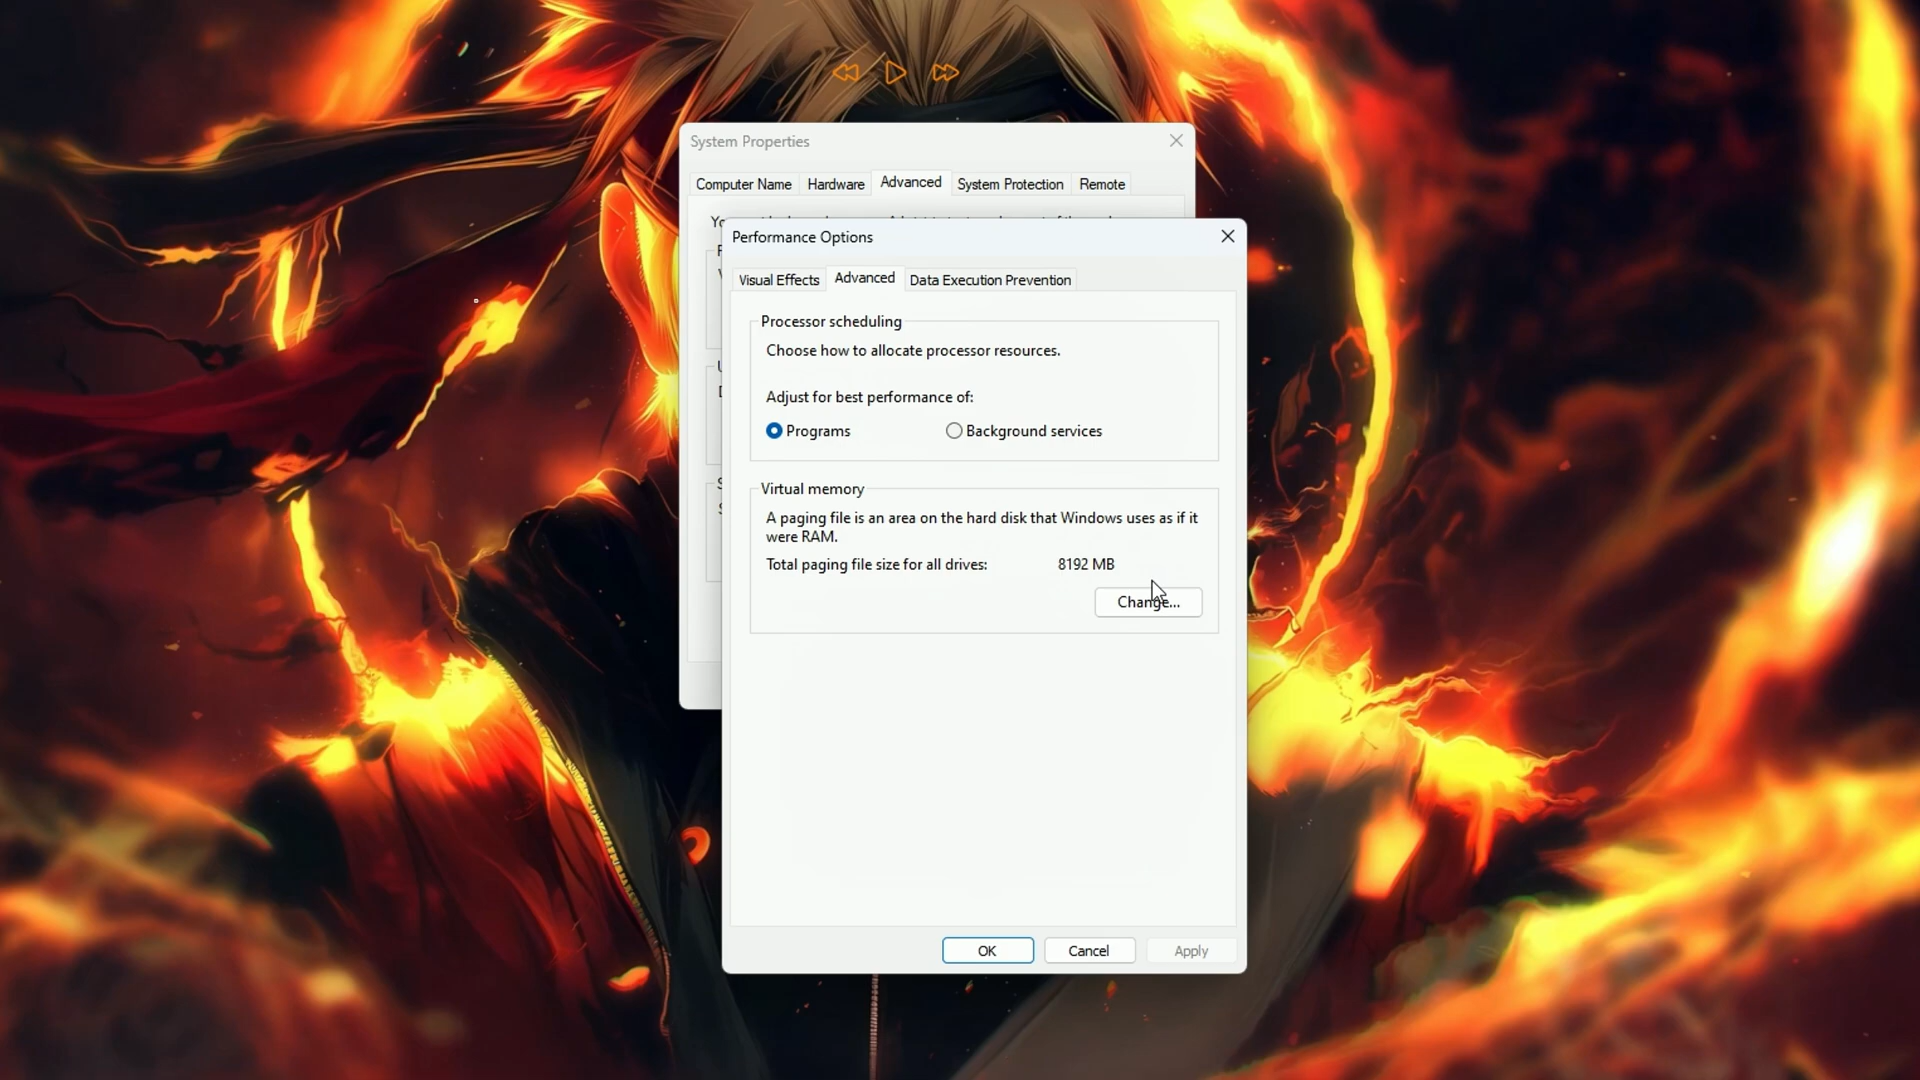 System Properties
Computer Name
Hardware
Advanced
System Protection
Remote
Performance Options
Visual Effects
Advanced
Data Execution Prevention
Processor scheduling
Choose how to allocate processor resources.
Adjust for best performance of:
Programs
Background services
Virtual memory
A paging file is an area on the hard disk that Windows uses as if it
were RAM.
Total paging file size for all drives:
8192 MB
Change...
OK
Cancel
Apply